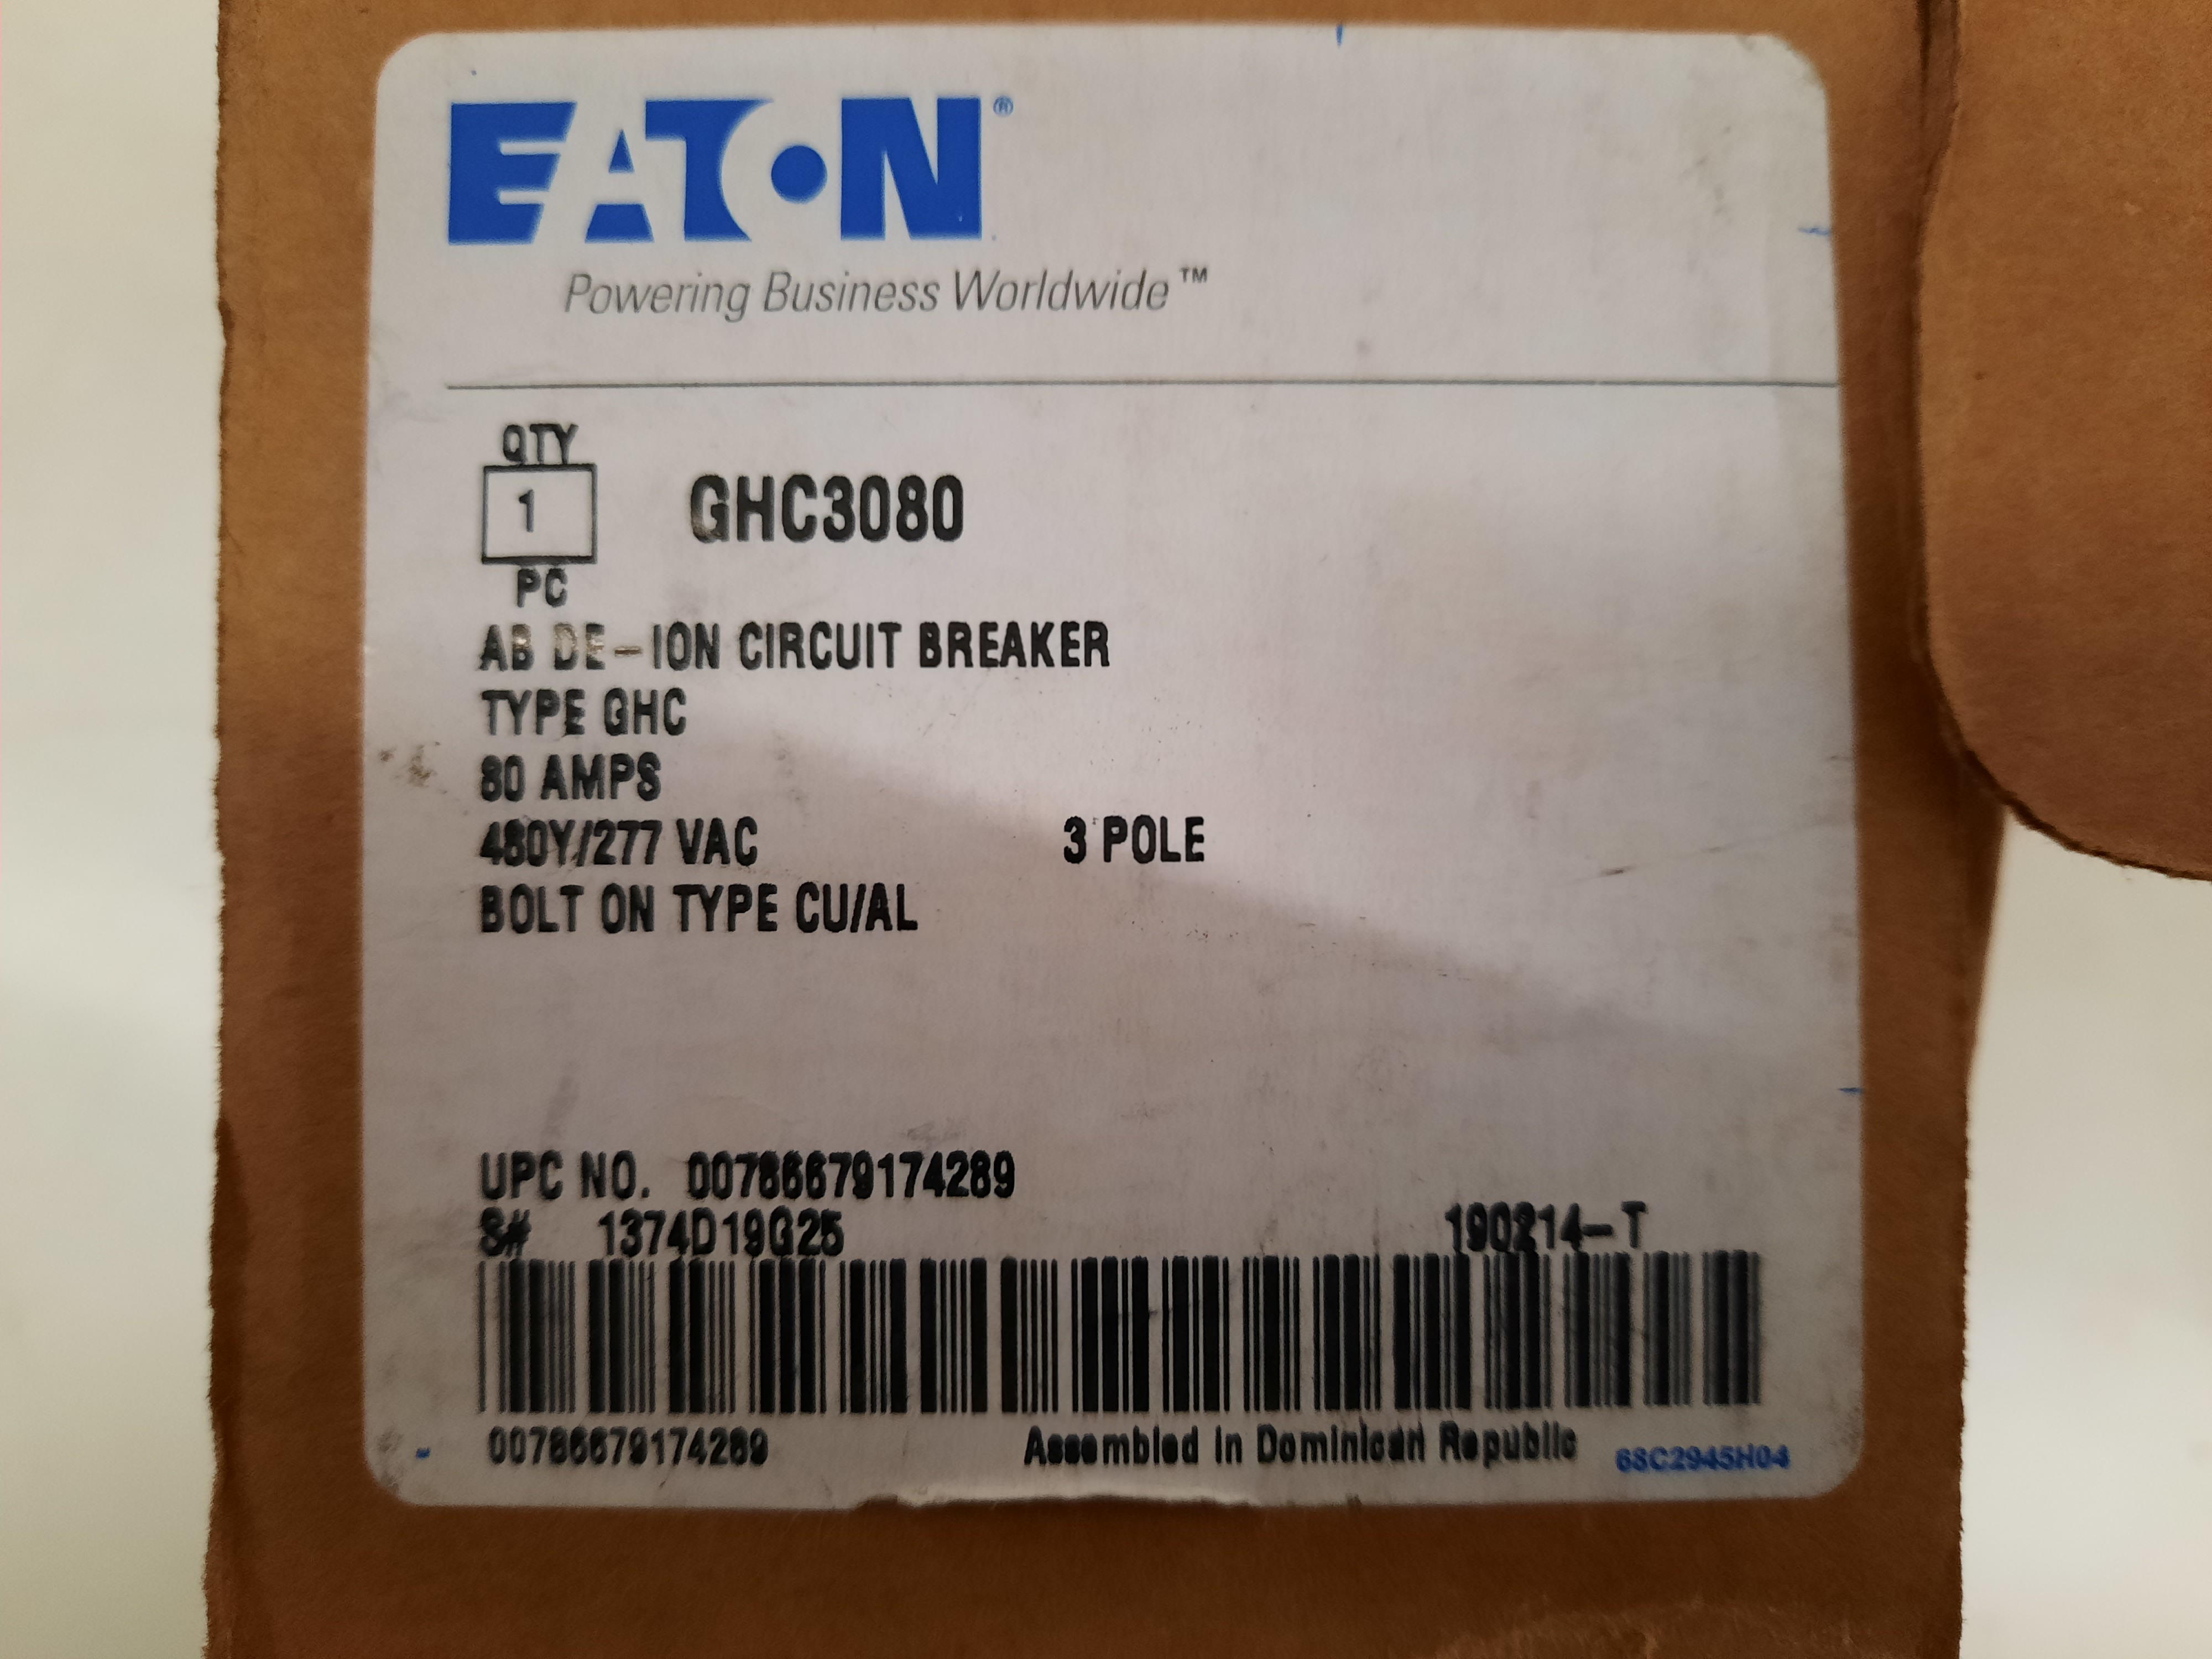 EATON®
Powering Business Worldwide™
QTY
1 GHC3080
PC
AB DE-ION CIRCUIT BREAKER
TYPE GHC
80 AMPS
480Y/277 VAC 3 POLE
BOLT ON TYPE CU/AL
UPC NO. 00786679174289
S# 1374D19G25 190214-T
00786679174289 Assembled in Dominican Republic 68C2945H04